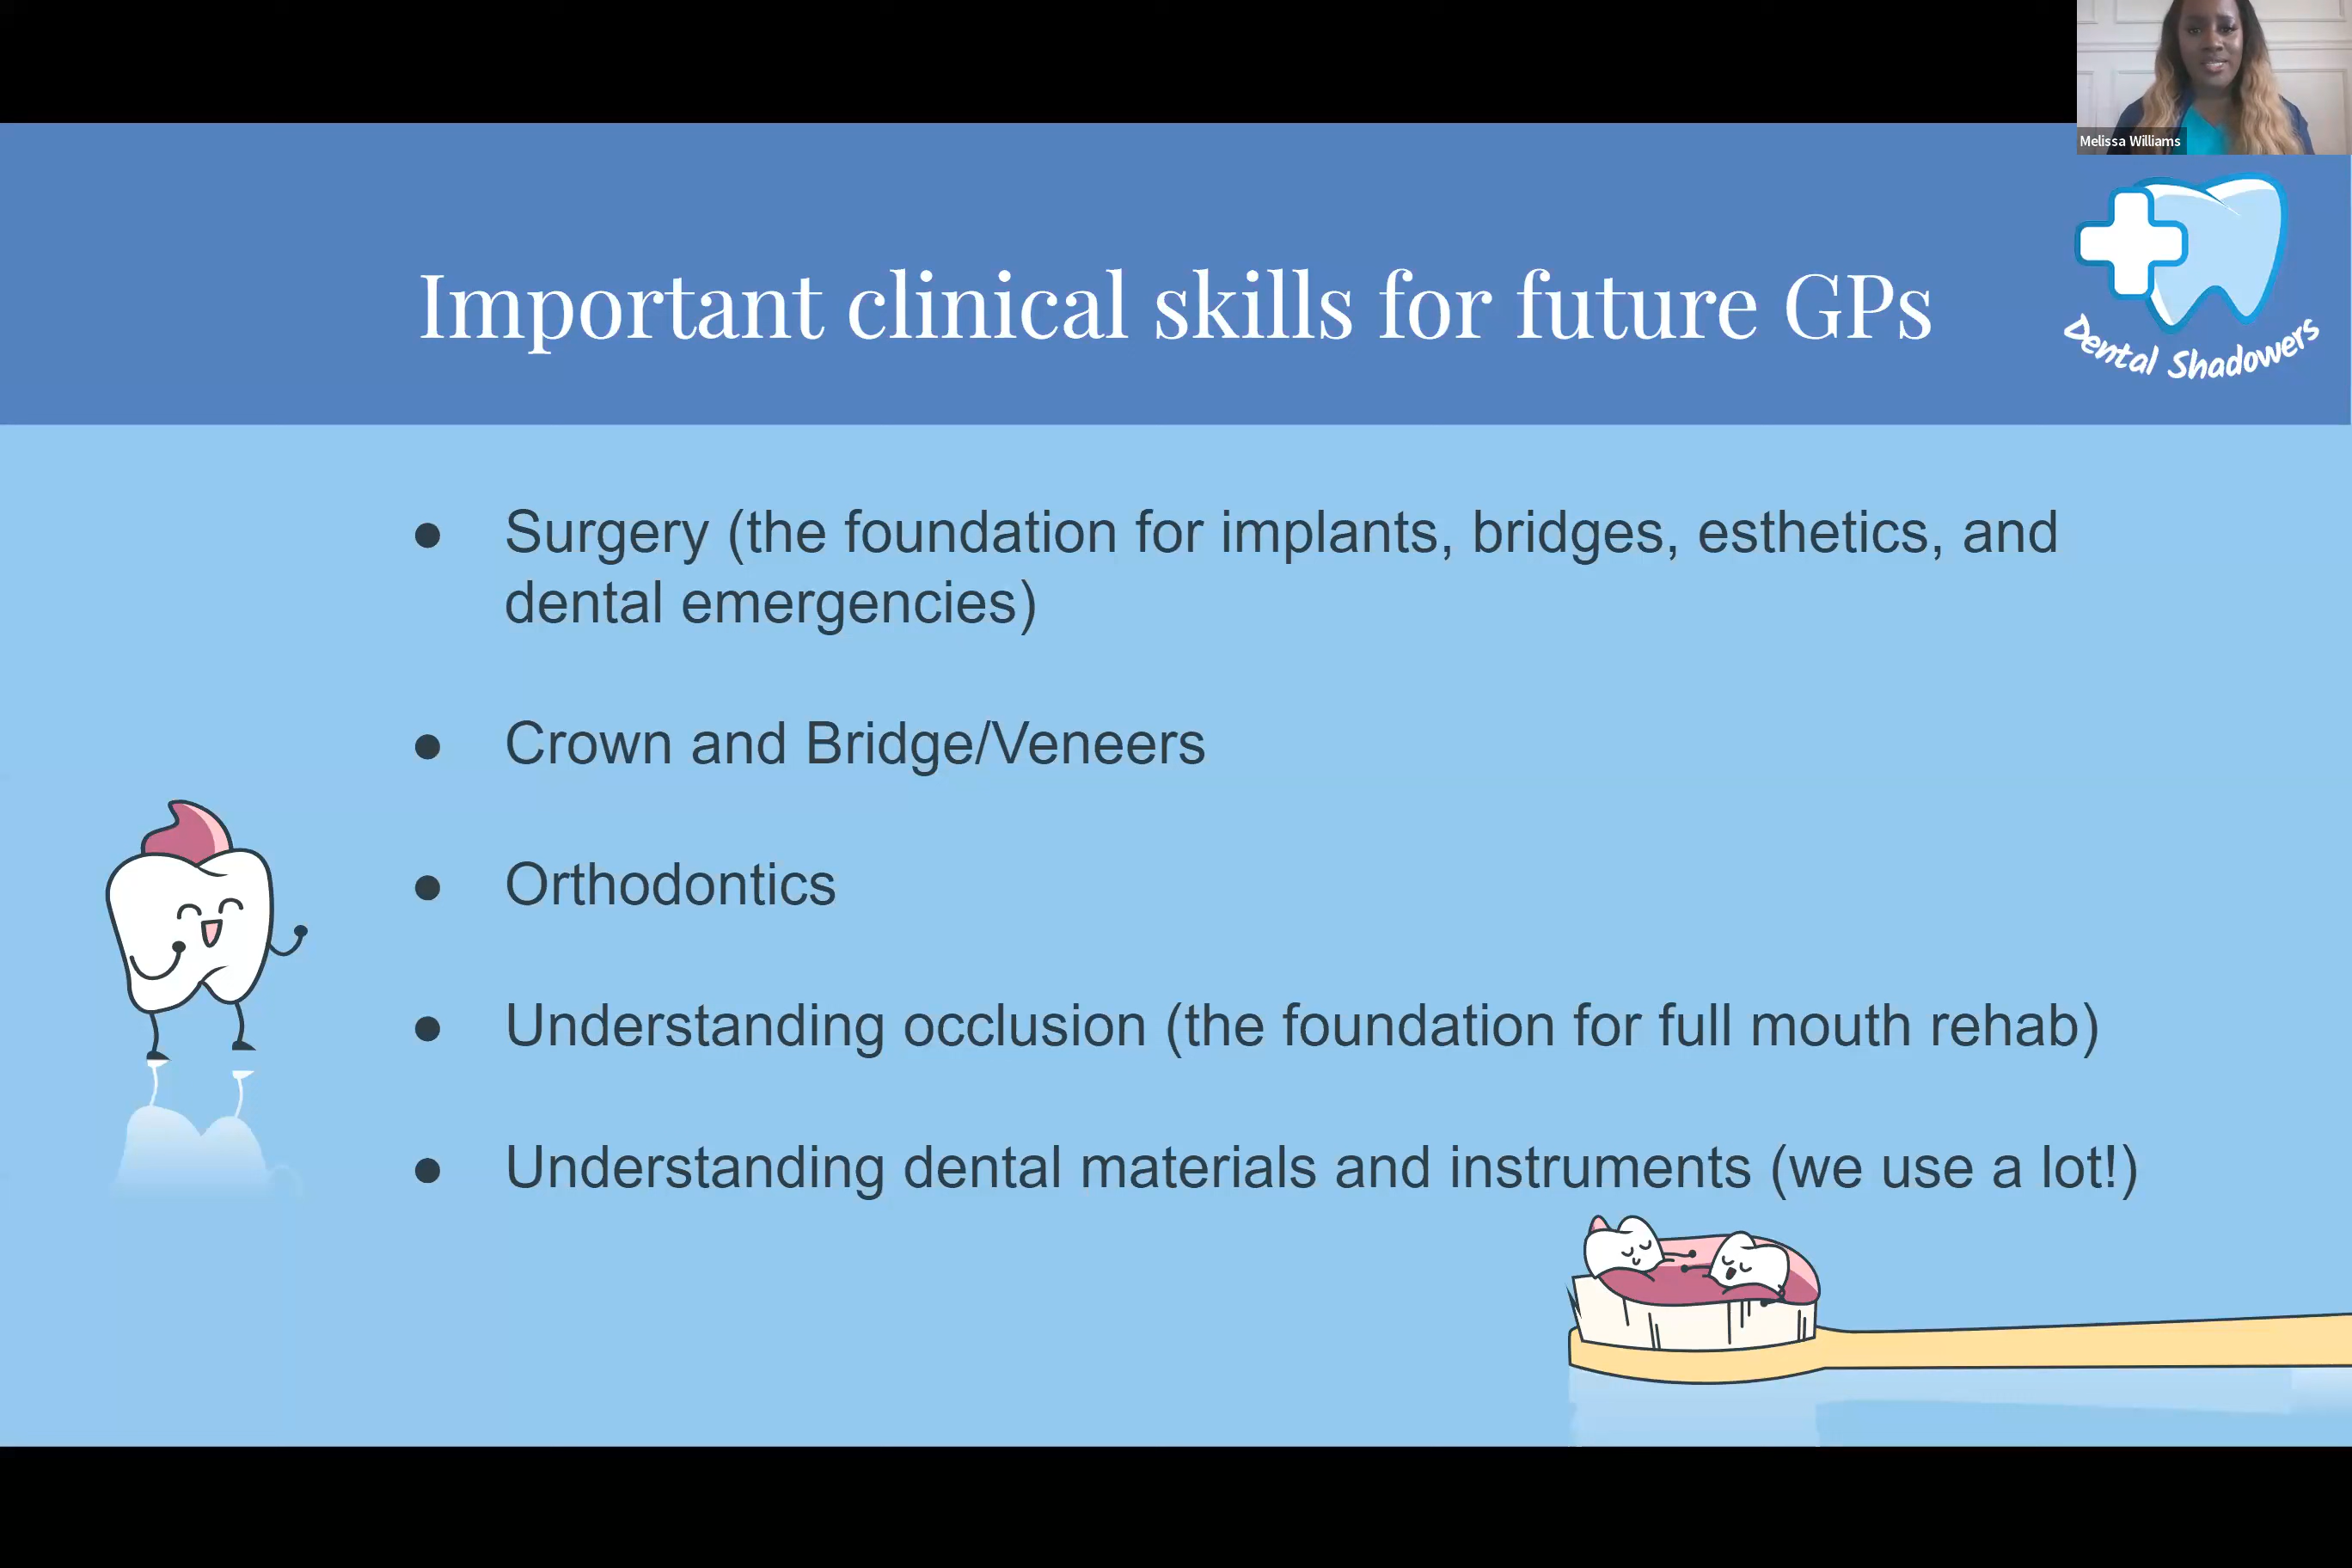 Melissa Williams
Important clinical skills for future GPs
Dental Shadowers
● Surgery (the foundation for implants, bridges, esthetics, and
dental emergencies)
● Crown and Bridge/Veneers
● Orthodontics
● Understanding occlusion (the foundation for full mouth rehab)
● Understanding dental materials and instruments (we use a lot!)